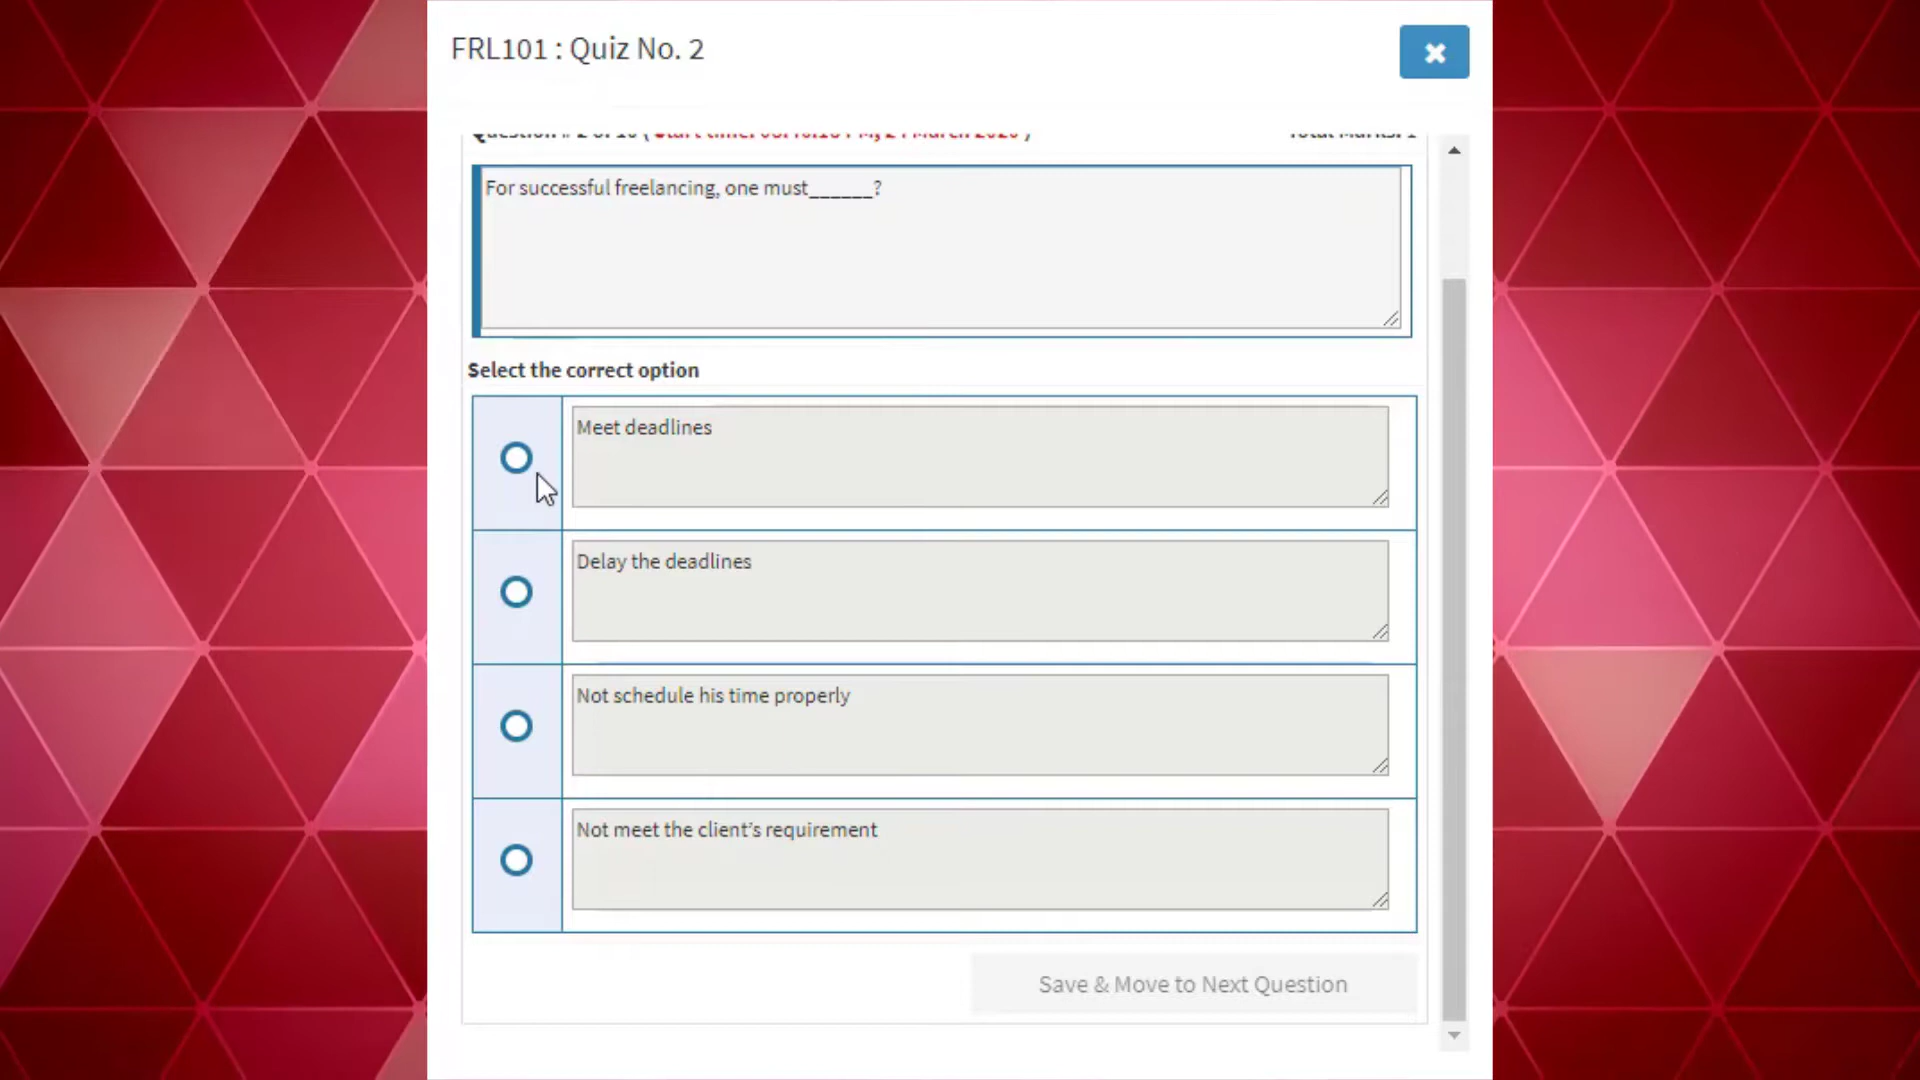 FRL101 : Quiz No. 2
For successful freelancing, one must______?
Select the correct option
Meet deadlines
Delay the deadlines
Not schedule his time properly
Not meet the client’s requirement
Save & Move to Next Question